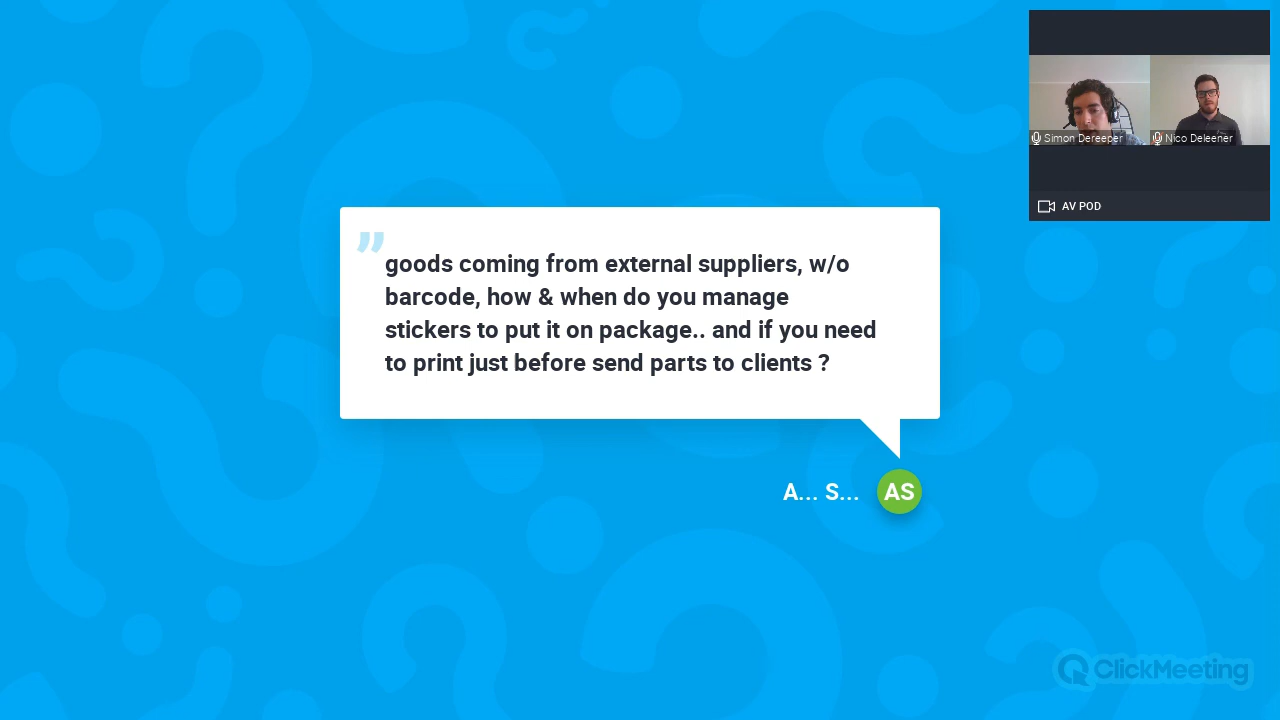 Simon Dereeper
Nico Deleener
AV POD
”
goods coming from external suppliers, w/o
barcode, how & when do you manage
stickers to put it on package.. and if you need
to print just before send parts to clients ?
A... S...
AS
ClickMeeting